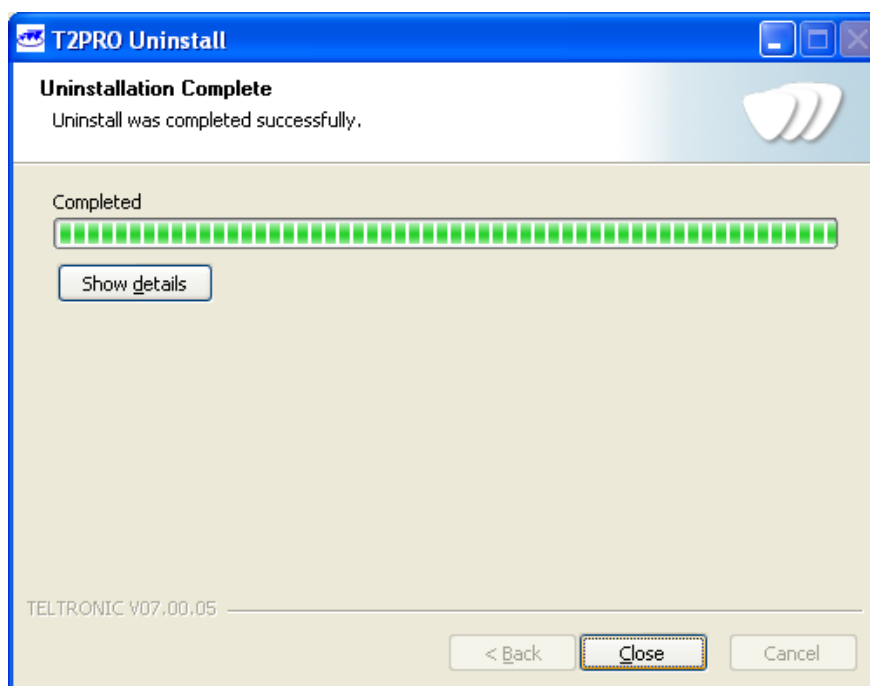 T2PRO Uninstall
Uninstallation Complete
Uninstall was completed successfully.
Completed
Show details
TELTRONIC V07.00.05
< Back
Close
Cancel